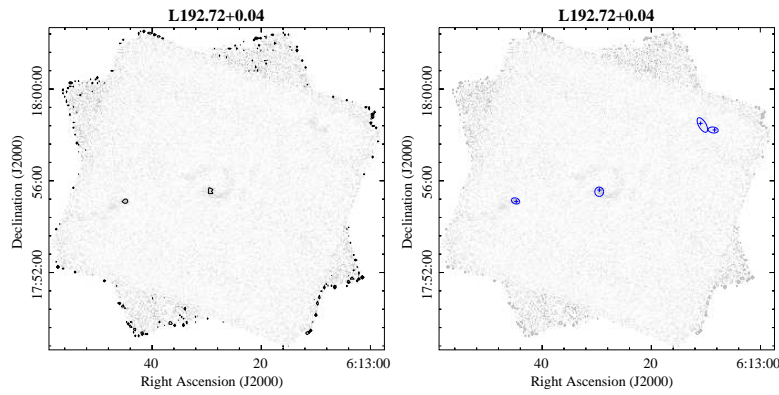 L192.72+0.04
18:00:00
56:00
17:52:00
Declination (J2000)
40
20
6:13:00
Right Ascension (J2000)
L192.72+0.04
18:00:00
56:00
17:52:00
Declination (J2000)
40
20
6:13:00
Right Ascension (J2000)